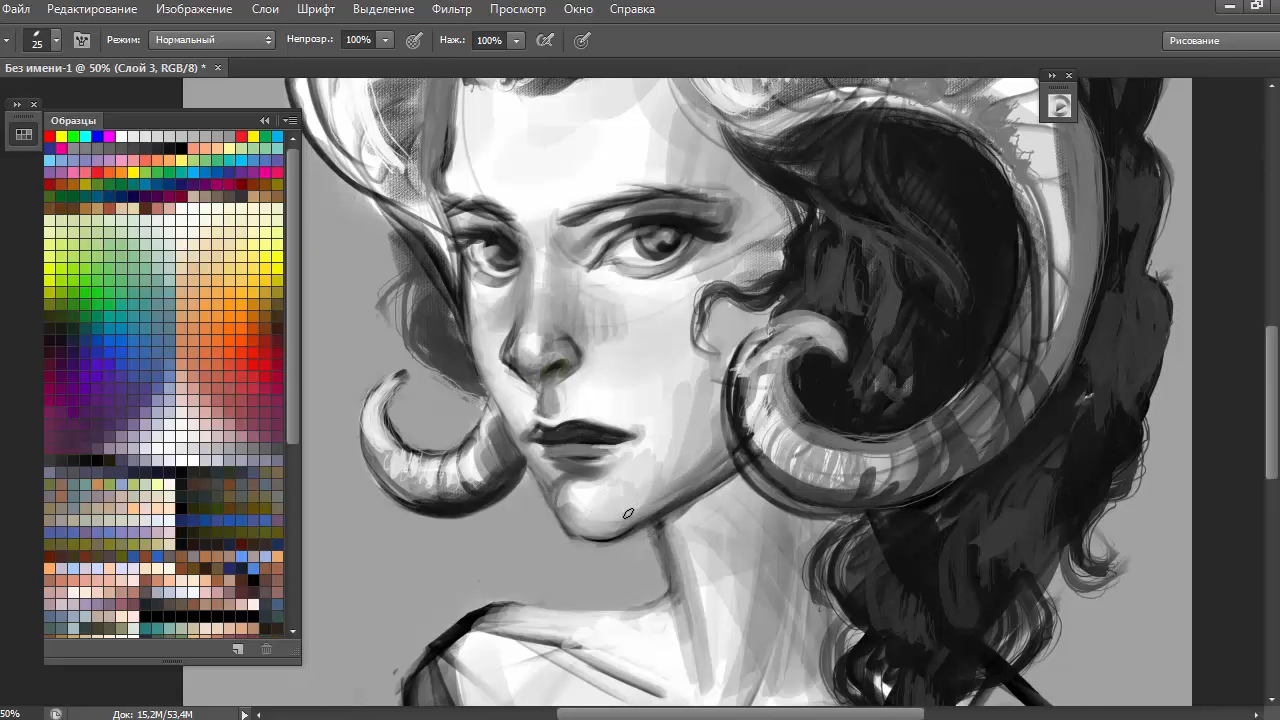 Файл Редактирование Изображение Слои Шрифт Выделение Фильтр Просмотр Окно Справка
25 Режим: Нормальный Непрозр.: 100% Наж.: 100% Рисование
Без имени-1 @ 50% (Слой 3, RGB/8) * ×
Образцы
50% Док: 15,2M/53,4M